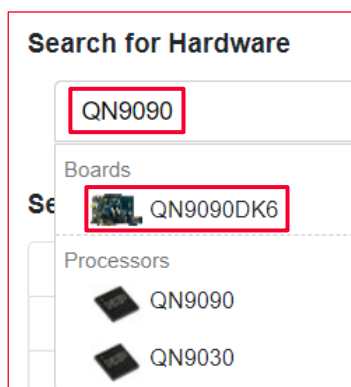 Search for Hardware
QN9090
Boards
Se
QN9090DK6
Processors
QN9090
QN9030